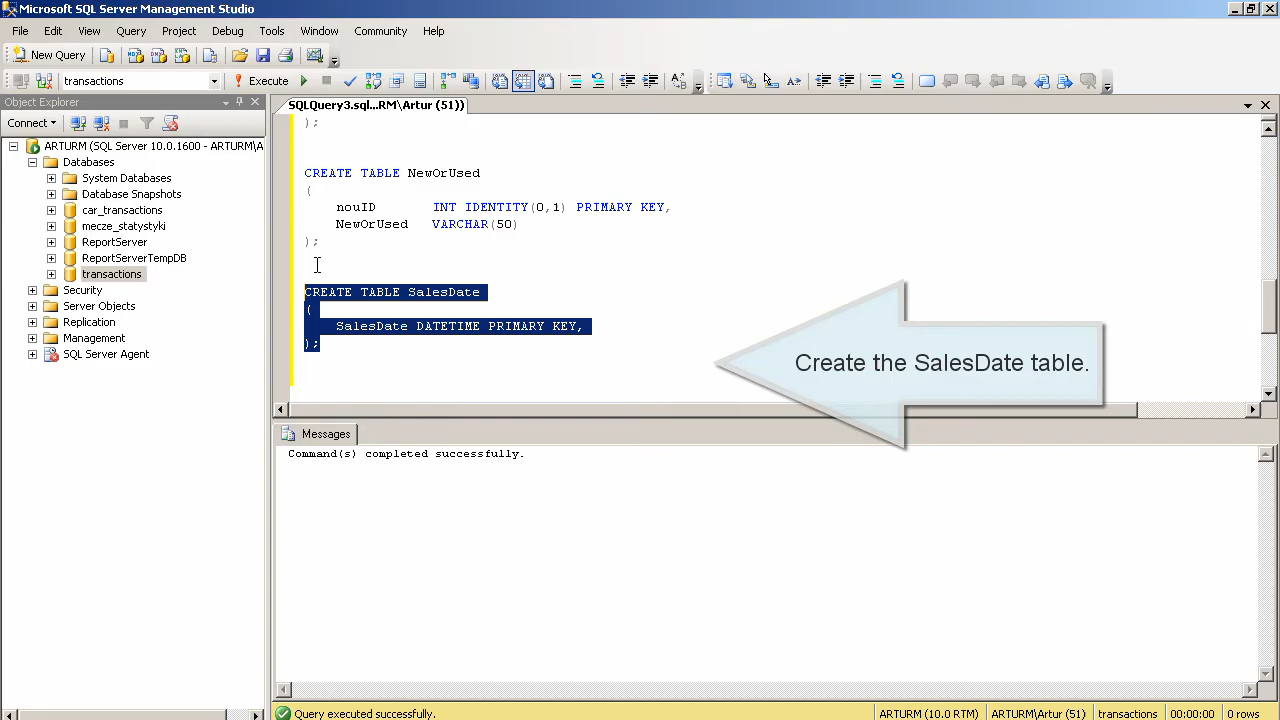 Microsoft SQL Server Management Studio
File Edit View Query Project Debug Tools Window Community Help
New Query
transactions Execute
Object Explorer
SQLQuery3.sql...RM\Artur (51))
Connect
ARTURM (SQL Server 10.0.1600 - ARTURM\A
Databases
System Databases
Database Snapshots
car_transactions
mecze_statystyki
ReportServer
ReportServerTempDB
transactions
Security
Server Objects
Replication
Management
SQL Server Agent
);
CREATE TABLE NewOrUsed
(
nouID INT IDENTITY(0,1) PRIMARY KEY,
NewOrUsed VARCHAR(50)
);
CREATE TABLE SalesDate
(
SalesDate DATETIME PRIMARY KEY,
);
Create the SalesDate table.
Messages
Command(s) completed successfully.
Query executed successfully. ARTURM (10.0 RTM) ARTURM\Artur (51) transactions 00:00:00 0 rows